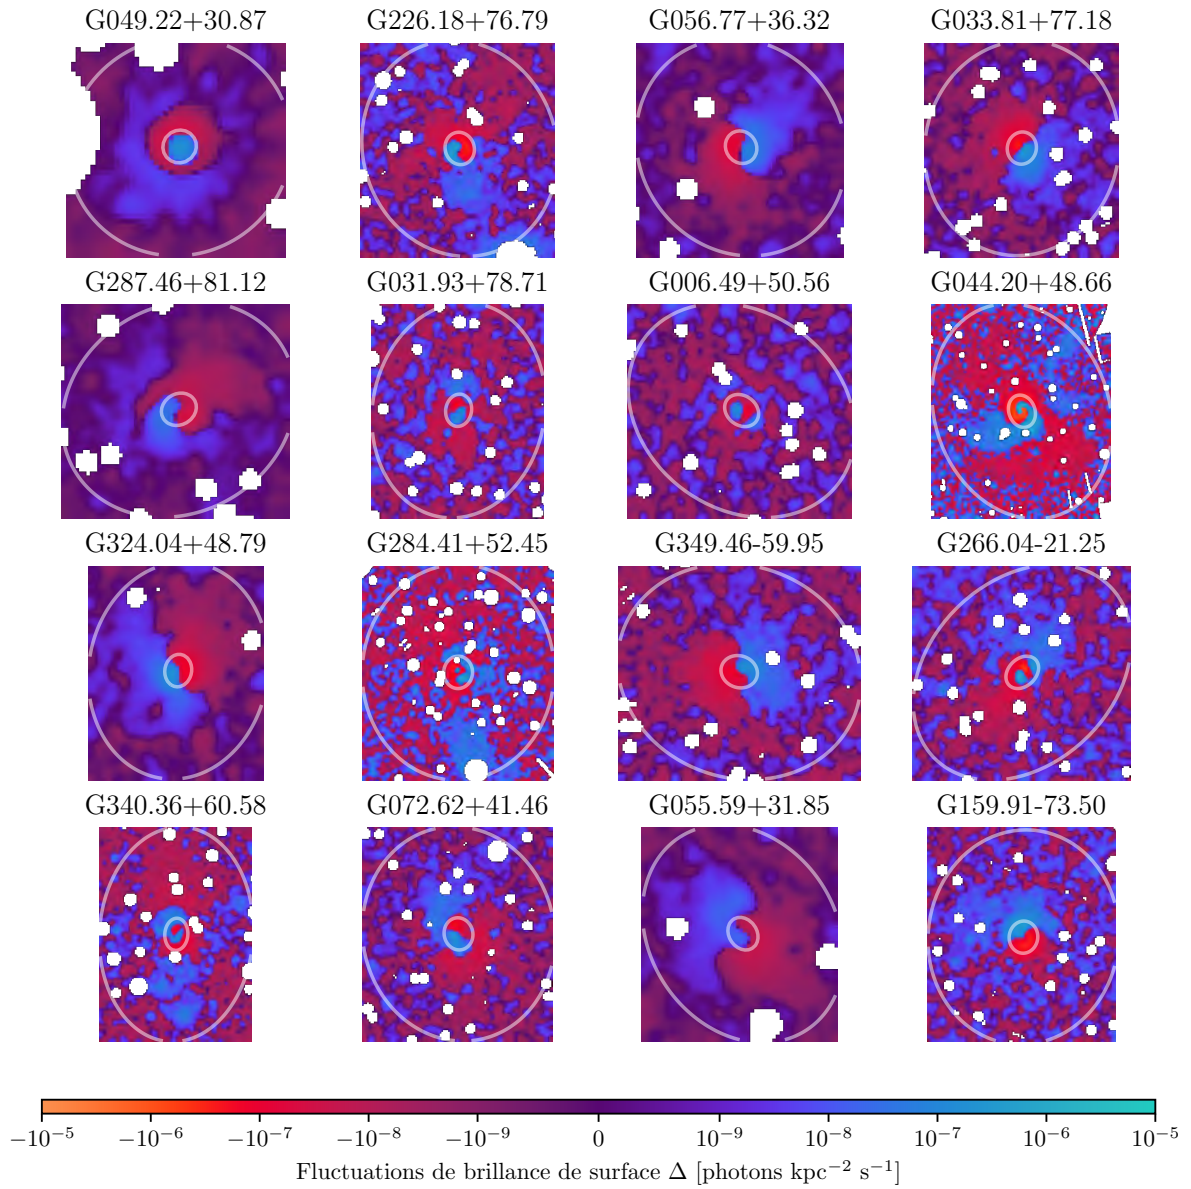 G049.22+30.87 G226.18+76.79 G056.77+36.32 G033.81+77.18
G287.46+81.12 G031.93+78.71 G006.49+50.56 G044.20+48.66
G324.04+48.79 G284.41+52.45 G349.46-59.95 G266.04-21.25
G340.36+60.58 G072.62+41.46 G055.59+31.85 G159.91-73.50
−10⁻⁵ −10⁻⁶ −10⁻⁷ −10⁻⁸ −10⁻⁹ 0 10⁻⁹ 10⁻⁸ 10⁻⁷ 10⁻⁶ 10⁻⁵
Fluctuations de brillance de surface Δ [photons kpc⁻² s⁻¹]